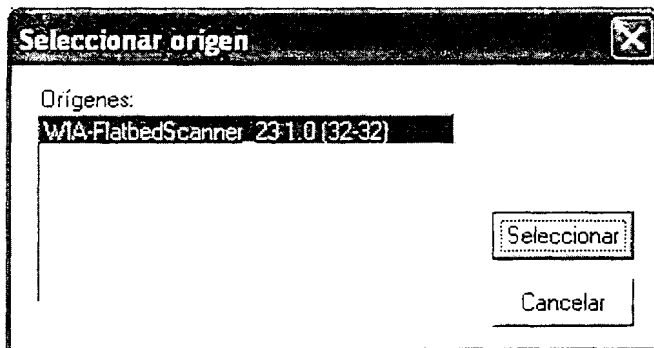 Seleccionar origen
Orígenes:
WIA-FlatbedScanner 23 1.0 (32-32)
Seleccionar
Cancelar